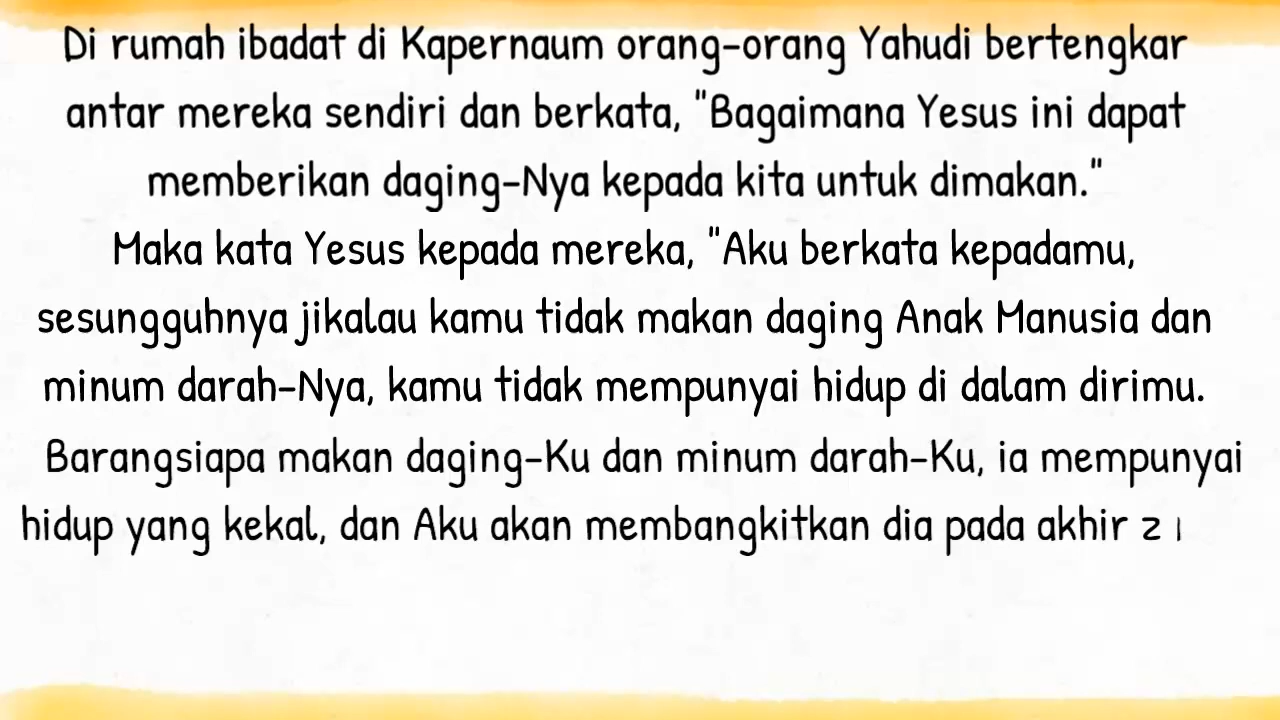 Di rumah ibadat di Kapernaum orang-orang Yahudi bertengkar
antar mereka sendiri dan berkata, "Bagaimana Yesus ini dapat
memberikan daging-Nya kepada kita untuk dimakan."
Maka kata Yesus kepada mereka, "Aku berkata kepadamu,
sesungguhnya jikalau kamu tidak makan daging Anak Manusia dan
minum darah-Nya, kamu tidak mempunyai hidup di dalam dirimu.
Barangsiapa makan daging-Ku dan minum darah-Ku, ia mempunyai
hidup yang kekal, dan Aku akan membangkitkan dia pada akhir z